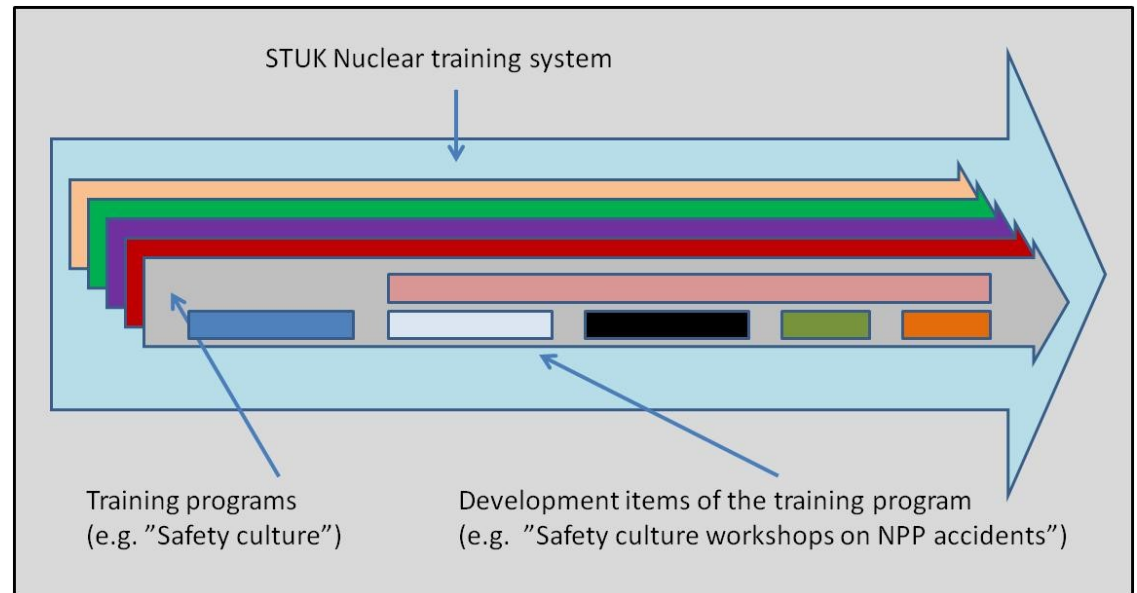 STUK Nuclear training system
Training programs
(e.g. ”Safety culture”)
Development items of the training program
(e.g.  ”Safety culture workshops on NPP accidents”)